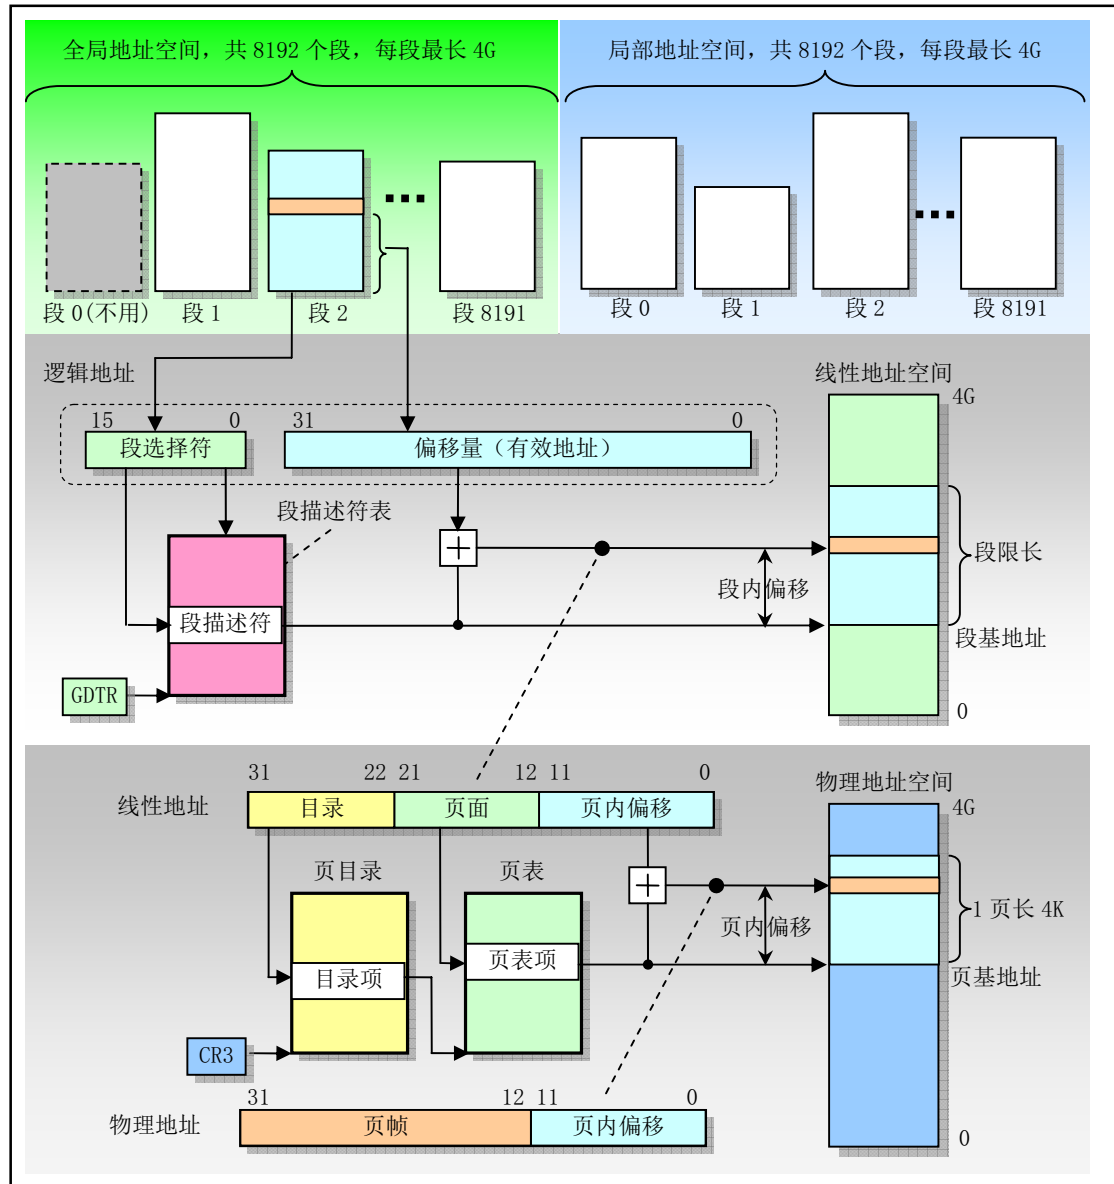 全局地址空间，共 8192 个段，每段最长 4G
局部地址空间，共 8192 个段，每段最长 4G
段 0(不用)
段 1
段 2
段 8191
段 0
段 1
段 2
段 8191
逻辑地址
线性地址空间
4G
15
0
31
0
段选择符
偏移量（有效地址）
段描述符表
段限长
段内偏移
段描述符
段基地址
GDTR
0
31
22
21
12
11
0
物理地址空间
线性地址
目录
页面
页内偏移
4G
页目录
页表
1 页长 4K
页内偏移
页表项
目录项
页基地址
CR3
31
12
11
0
物理地址
页帧
页内偏移
0